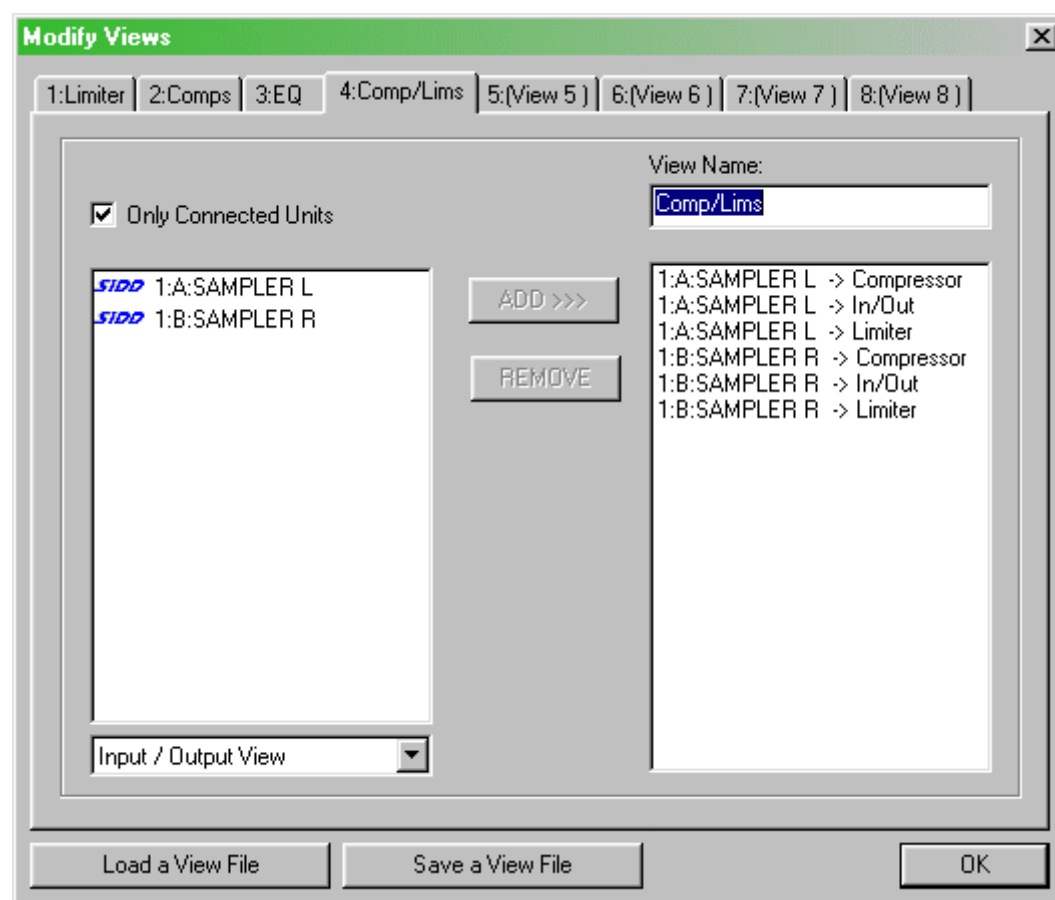 Modify Views
1:Limiter 2:Comps 3:EQ 4:Comp/Lims 5:(View 5 ) 6:(View 6 ) 7:(View 7 ) 8:(View 8 )
View Name:
Only Connected Units
Comp/Lims
SIDD 1:A:SAMPLER L
SIDD 1:B:SAMPLER R
ADD >>>
REMOVE
1:A:SAMPLER L -> Compressor
1:A:SAMPLER L -> In/Out
1:A:SAMPLER L -> Limiter
1:B:SAMPLER R -> Compressor
1:B:SAMPLER R -> In/Out
1:B:SAMPLER R -> Limiter
Input / Output View
Load a View File
Save a View File
OK